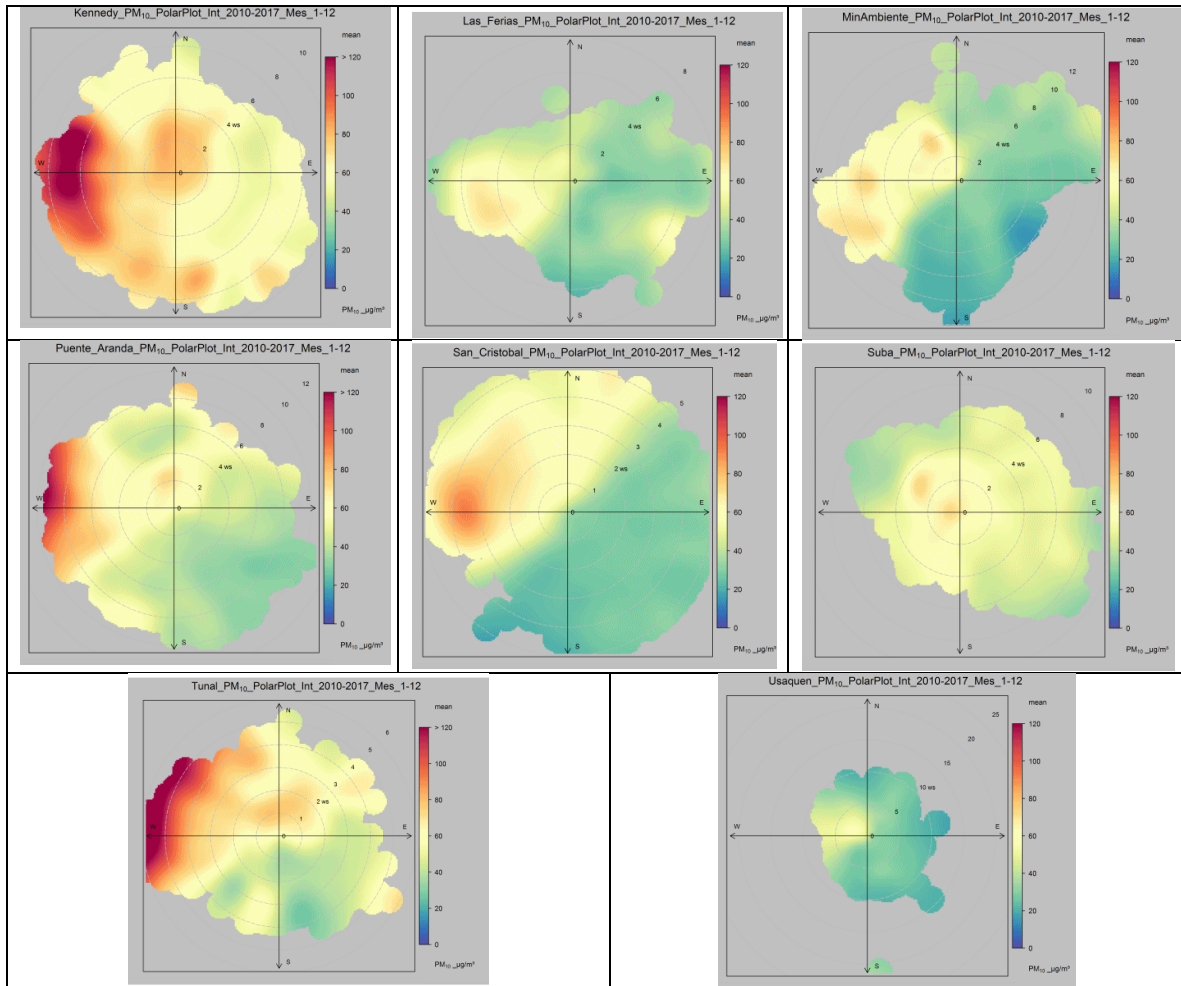 Kennedy_PM₁₀_PolarPlot_Int_2010-2017_Mes_1-12
mean
> 120
100
80
60
40
20
0
PM₁₀ _µg/m³
N
10
8
6
4 ws
2
0
W
E
S
Las_Ferias_PM₁₀_PolarPlot_Int_2010-2017_Mes_1-12
mean
120
100
80
60
40
20
0
PM₁₀ _µg/m³
N
8
6
4 ws
2
0
W
E
S
MinAmbiente_PM₁₀_PolarPlot_Int_2010-2017_Mes_1-12
mean
120
100
80
60
40
20
0
PM₁₀ _µg/m³
N
12
10
8
6
4 ws
2
0
W
E
S
Puente_Aranda_PM₁₀_PolarPlot_Int_2010-2017_Mes_1-12
mean
> 120
100
80
60
40
20
0
PM₁₀ _µg/m³
N
12
10
8
6
4 ws
2
0
W
E
S
San_Cristobal_PM₁₀_PolarPlot_Int_2010-2017_Mes_1-12
mean
120
100
80
60
40
20
0
PM₁₀ _µg/m³
N
5
4
3
2 ws
1
0
W
E
S
Suba_PM₁₀_PolarPlot_Int_2010-2017_Mes_1-12
mean
120
100
80
60
40
20
0
PM₁₀ _µg/m³
N
10
8
6
4 ws
2
0
W
E
S
Tunal_PM₁₀_PolarPlot_Int_2010-2017_Mes_1-12
mean
> 120
100
80
60
40
20
0
PM₁₀ _µg/m³
N
6
5
4
3
2 ws
1
0
W
E
S
Usaquen_PM₁₀_PolarPlot_Int_2010-2017_Mes_1-12
mean
120
100
80
60
40
20
0
PM₁₀ _µg/m³
N
25
20
15
10 ws
5
0
W
E
S